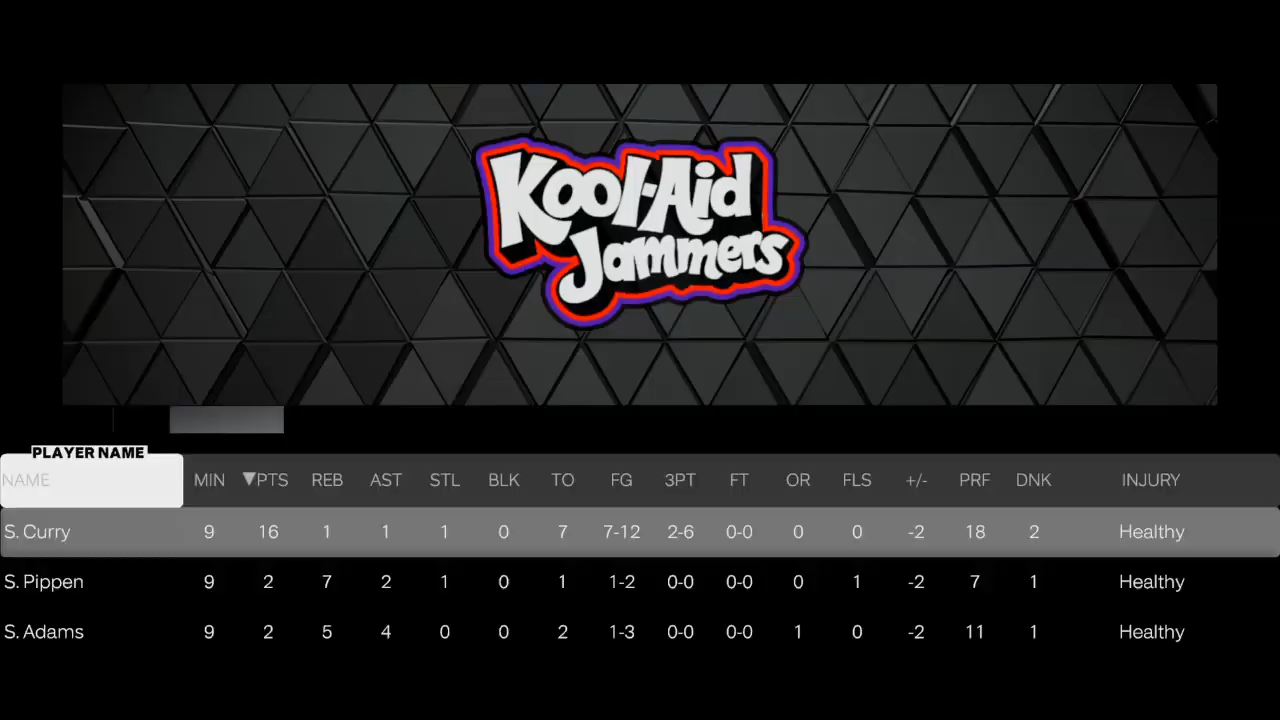 Kool-Aid
Jammers
PLAYER NAME
NAME MIN ▼PTS REB AST STL BLK TO FG 3PT FT OR FLS +/- PRF DNK INJURY
S. Curry 9 16 1 1 1 0 7 7-12 2-6 0-0 0 0 -2 18 2 Healthy
S. Pippen 9 2 7 2 1 0 1 1-2 0-0 0-0 0 1 -2 7 1 Healthy
S. Adams 9 2 5 4 0 0 2 1-3 0-0 0-0 1 0 -2 11 1 Healthy